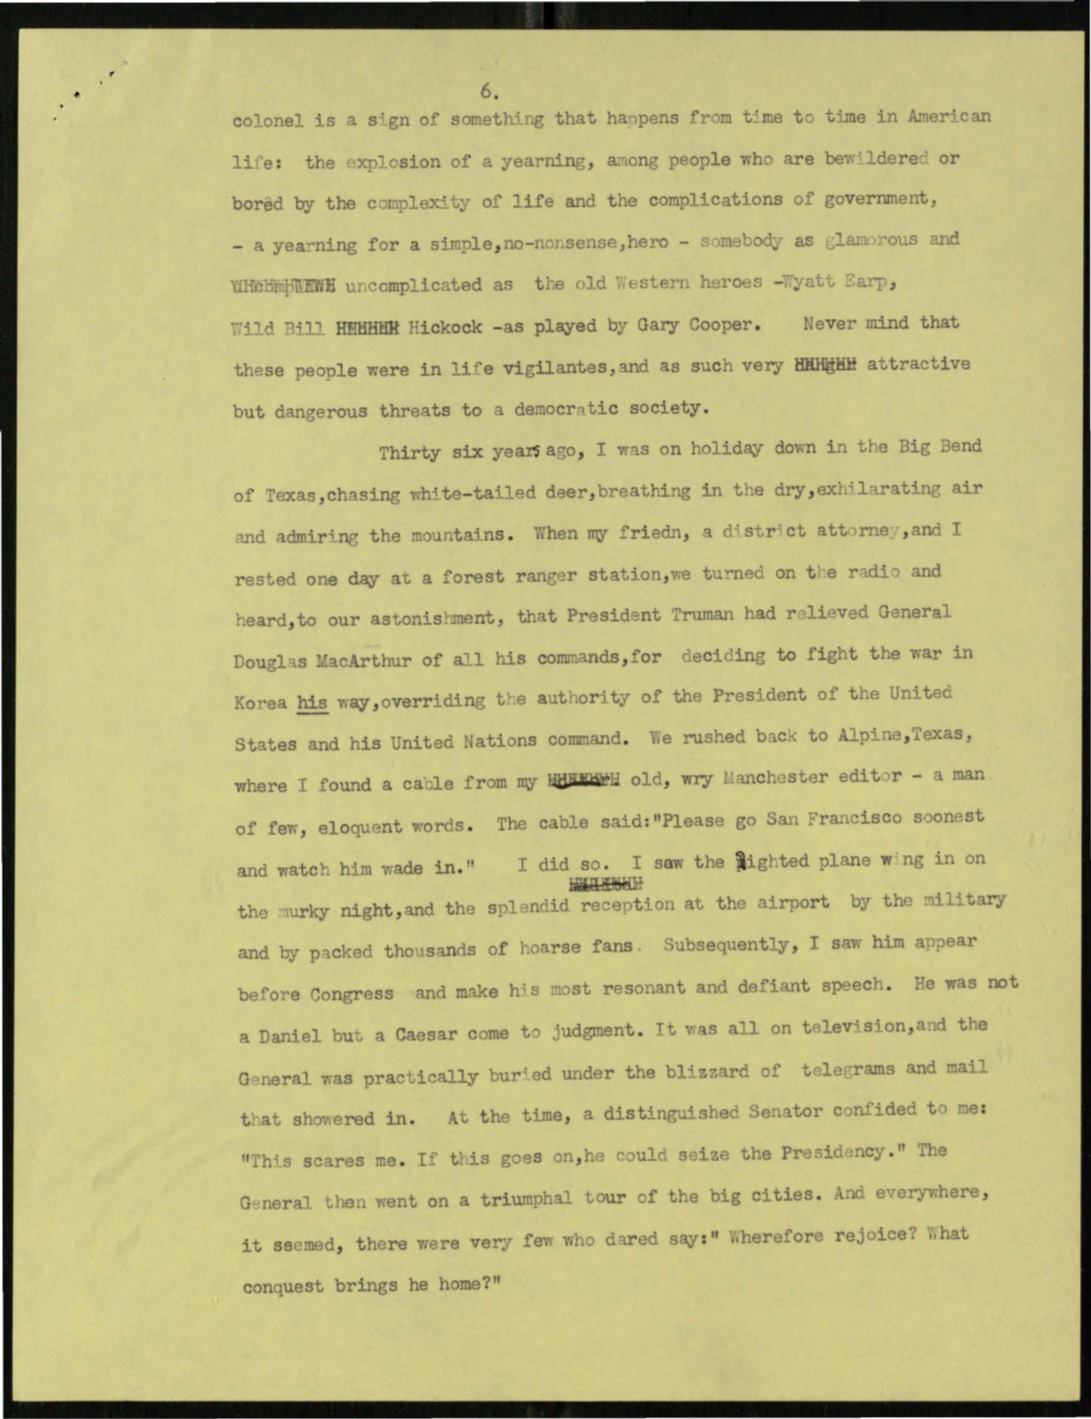 6.
colonel is a sign of something that happens from time to time in American
life: the explosion of a yearning, among people who are bewildered or
bored by the complexity of life and the complications of government,
- a yearning for a simple,no-nonsense,hero - somebody as glamorous and
uncomplicated as the old Western heroes -Wyatt Earp,
Wild Bill Hickock -as played by Gary Cooper. Never mind that
these people were in life vigilantes,and as such very attractive
but dangerous threats to a democratic society.
Thirty six years ago, I was on holiday down in the Big Bend
of Texas,chasing white-tailed deer,breathing in the dry,exhilarating air
and admiring the mountains. When my friedn, a district attorney,and I
rested one day at a forest ranger station,we turned on the radio and
heard,to our astonishment, that President Truman had relieved General
Douglas MacArthur of all his commands,for deciding to fight the war in
Korea his way,overriding the authority of the President of the United
States and his United Nations command. We rushed back to Alpine,Texas,
where I found a cable from my old, wry Manchester editor - a man
of few, eloquent words. The cable said:"Please go San Francisco soonest
and watch him wade in." I did so. I saw the lighted plane wing in on
the murky night,and the splendid reception at the airport by the military
and by packed thousands of hoarse fans. Subsequently, I saw him appear
before Congress and make his most resonant and defiant speech. He was not
a Daniel but a Caesar come to judgment. It was all on television,and the
General was practically buried under the blizzard of telegrams and mail
that showered in. At the time, a distinguished Senator confided to me:
"This scares me. If this goes on,he could seize the Presidency." The
General then went on a triumphal tour of the big cities. And everywhere,
it seemed, there were very few who dared say:" Wherefore rejoice? What
conquest brings he home?"